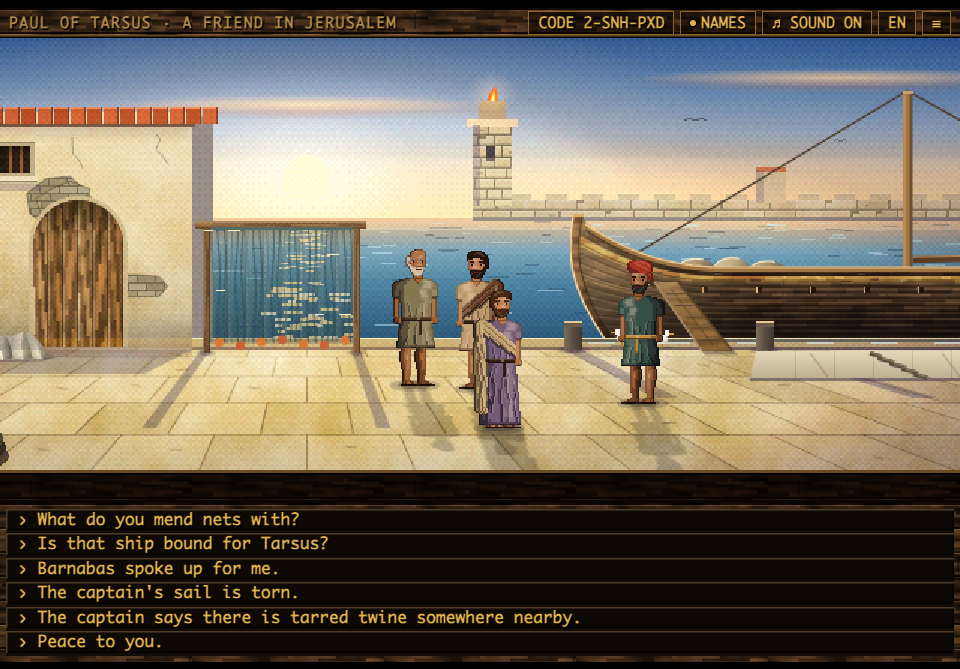 PAUL OF TARSUS · A FRIEND IN JERUSALEM
CODE 2-SNH-PXD
• NAMES
♬ SOUND ON
EN
≡
› What do you mend nets with?
› Is that ship bound for Tarsus?
› Barnabas spoke up for me.
› The captain's sail is torn.
› The captain says there is tarred twine somewhere nearby.
› Peace to you.